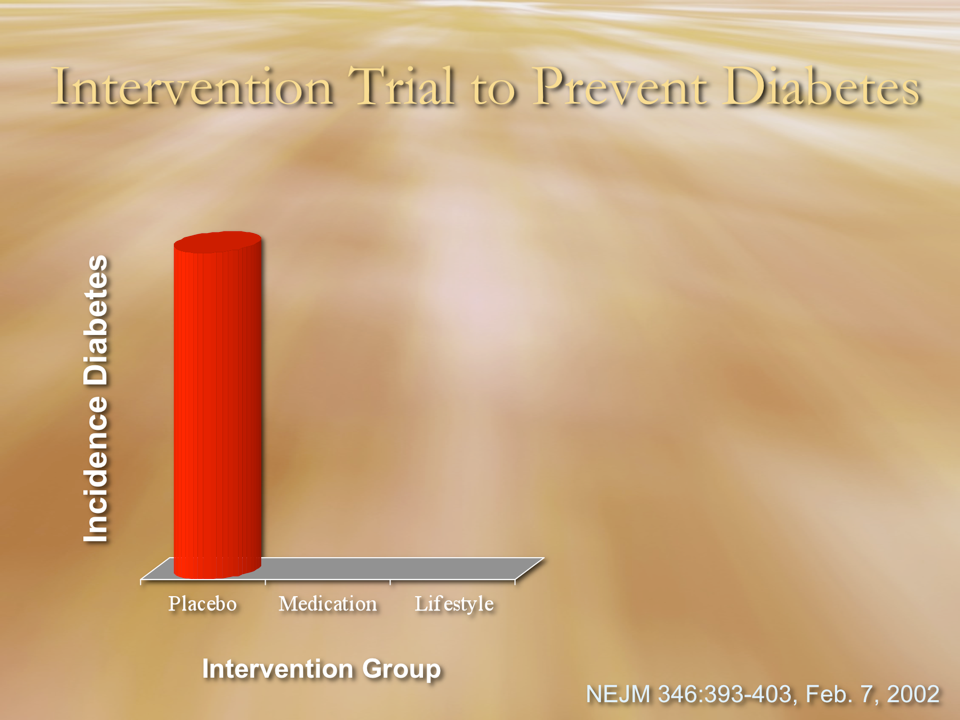 Intervention Trial to Prevent Diabetes
Incidence Diabetes
Placebo Medication Lifestyle
Intervention Group
NEJM 346:393-403, Feb. 7, 2002